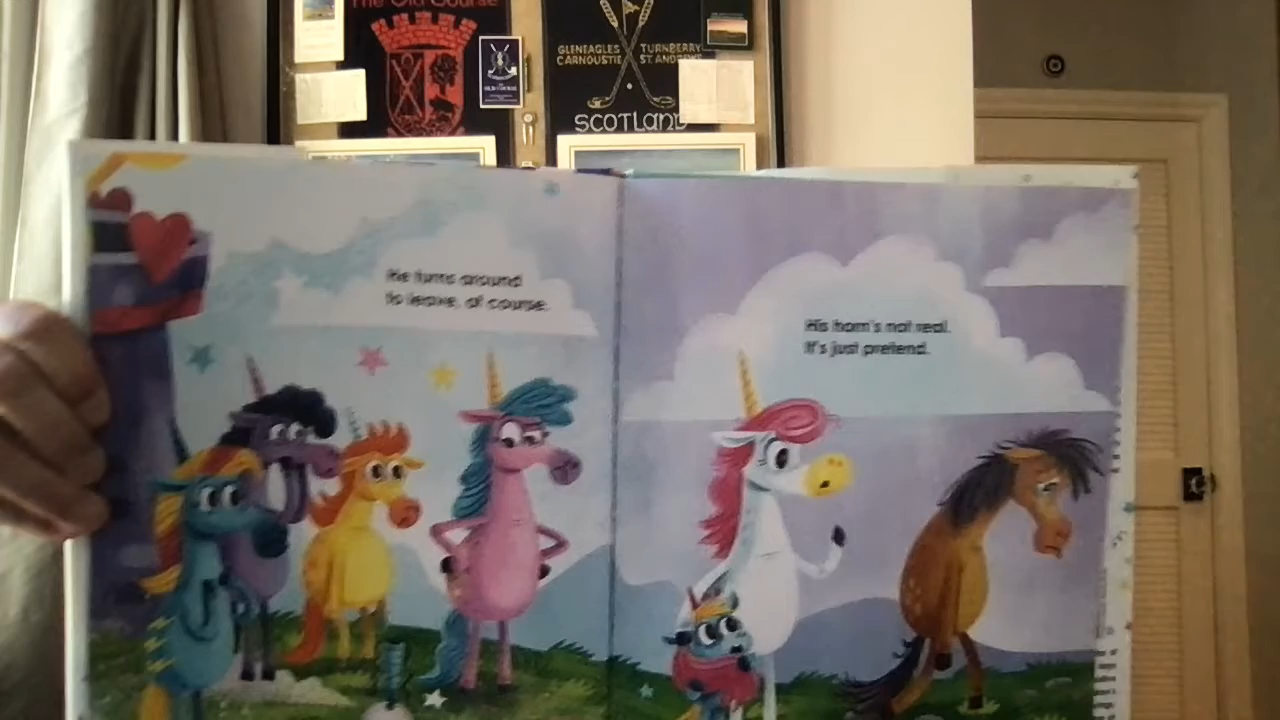 The Old Course
GLENEAGLES TURNBERRY
CARNOUSTIE ST. ANDREWS
SCOTLAND
He turns around
to leave, of course.
His horn's not real.
It's just pretend.